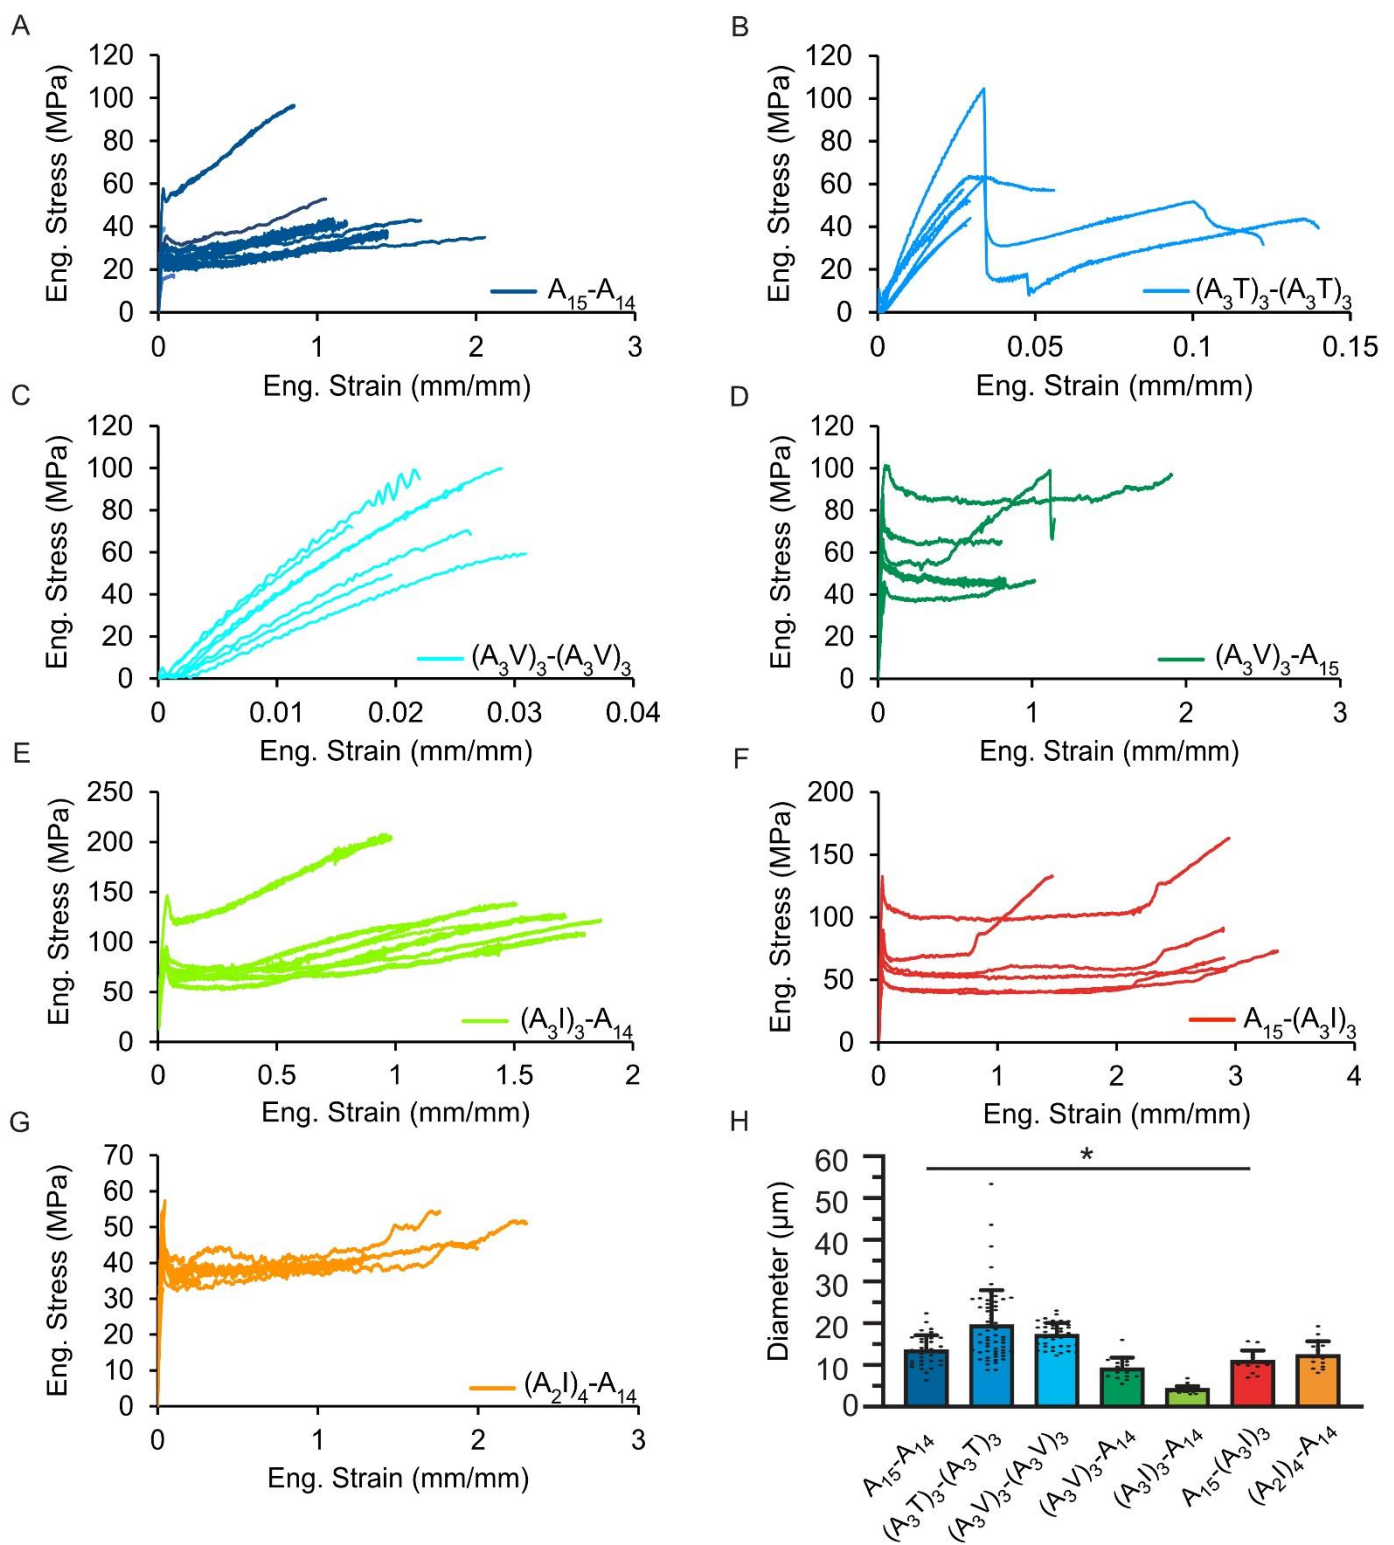 A
Eng. Stress (MPa)
120
100
80
60
40
20
0
0 1 2 3
A₁₅-A₁₄
Eng. Strain (mm/mm)
B
Eng. Stress (MPa)
120
100
80
60
40
20
0
0 0.05 0.1 0.15
(A₃T)₃-(A₃T)₃
Eng. Strain (mm/mm)
C
Eng. Stress (MPa)
120
100
80
60
40
20
0
0 0.01 0.02 0.03 0.04
(A₃V)₃-(A₃V)₃
Eng. Strain (mm/mm)
D
Eng. Stress (MPa)
120
100
80
60
40
20
0
0 1 2 3
(A₃V)₃-A₁₅
Eng. Strain (mm/mm)
E
Eng. Stress (MPa)
250
200
150
100
50
0
0 0.5 1 1.5 2
(A₃I)₃-A₁₄
Eng. Strain (mm/mm)
F
Eng. Stress (MPa)
200
150
100
50
0
0 1 2 3 4
A₁₅-(A₃I)₃
Eng. Strain (mm/mm)
G
Eng. Stress (MPa)
70
60
50
40
30
20
10
0
0 1 2 3
(A₂I)₄-A₁₄
Eng. Strain (mm/mm)
H
Diameter (µm)
60
50
40
30
20
10
0
*
A₁₅-A₁₄
(A₃T)₃-(A₃T)₃
(A₃V)₃-(A₃V)₃
(A₃V)₃-A₁₄
(A₃I)₃-A₁₄
A₁₅-(A₃I)₃
(A₂I)₄-A₁₄